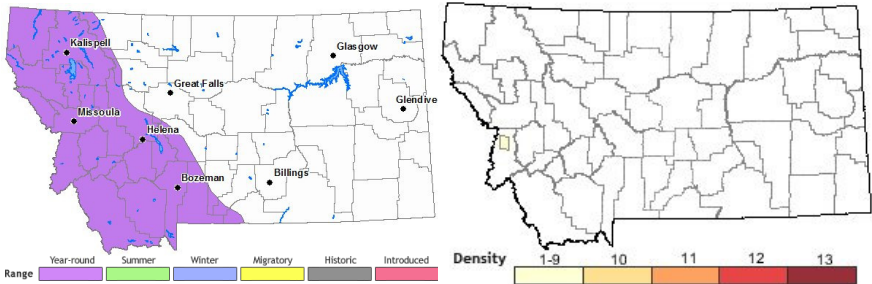 Kalispell
Glasgow
Great Falls
Glendive
Missoula
Helena
Bozeman
Billings
Range
Year-round
Summer
Winter
Migratory
Historic
Introduced
Density
1-9
10
11
12
13